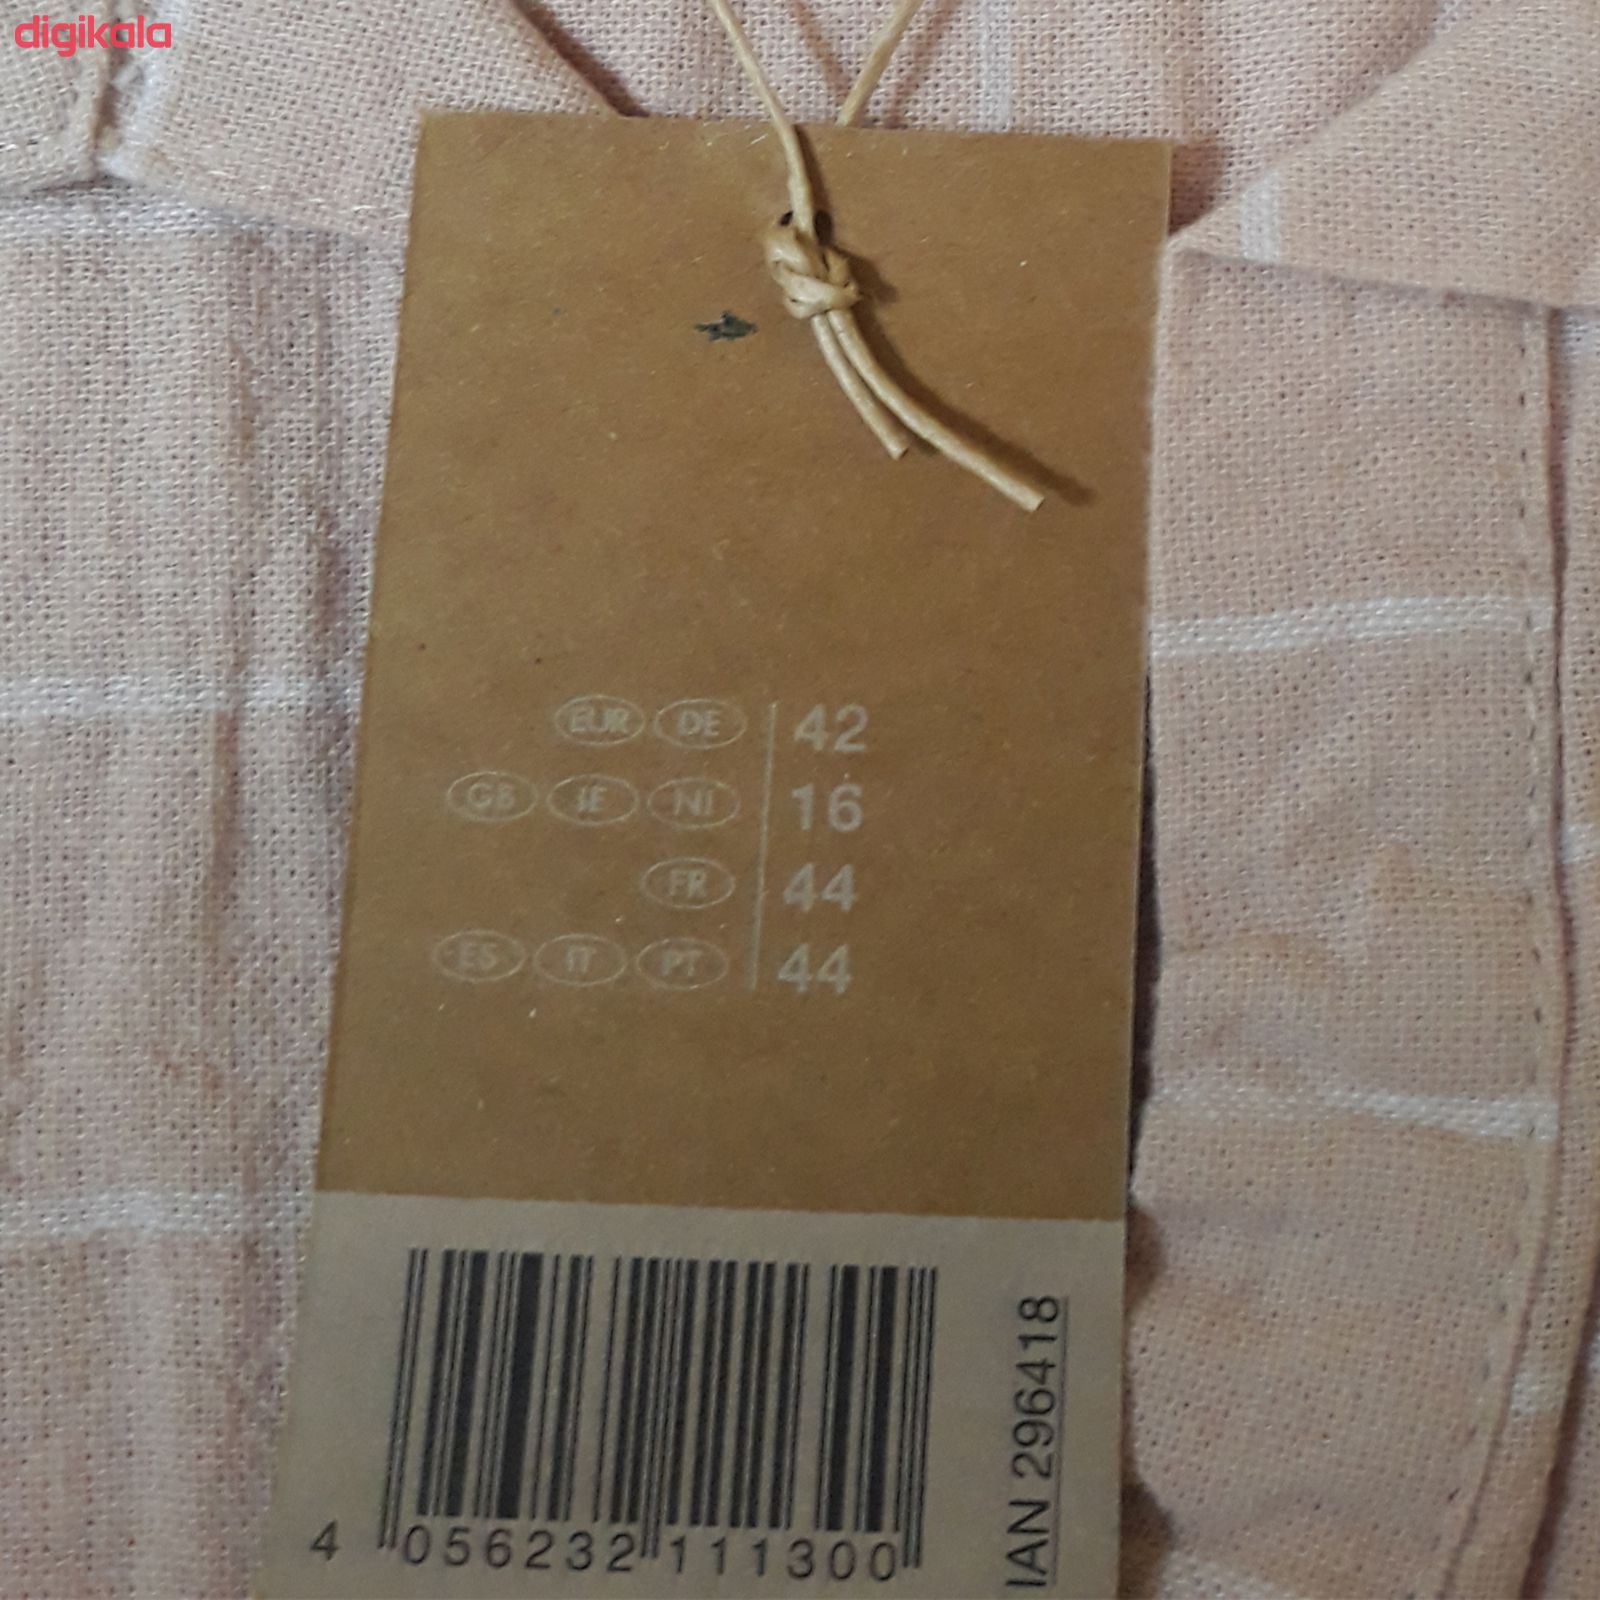 digikala
EUR DE 42
GB IE NI 16
FR 44
ES IT PT 44
4 056232 111300
IAN 296418